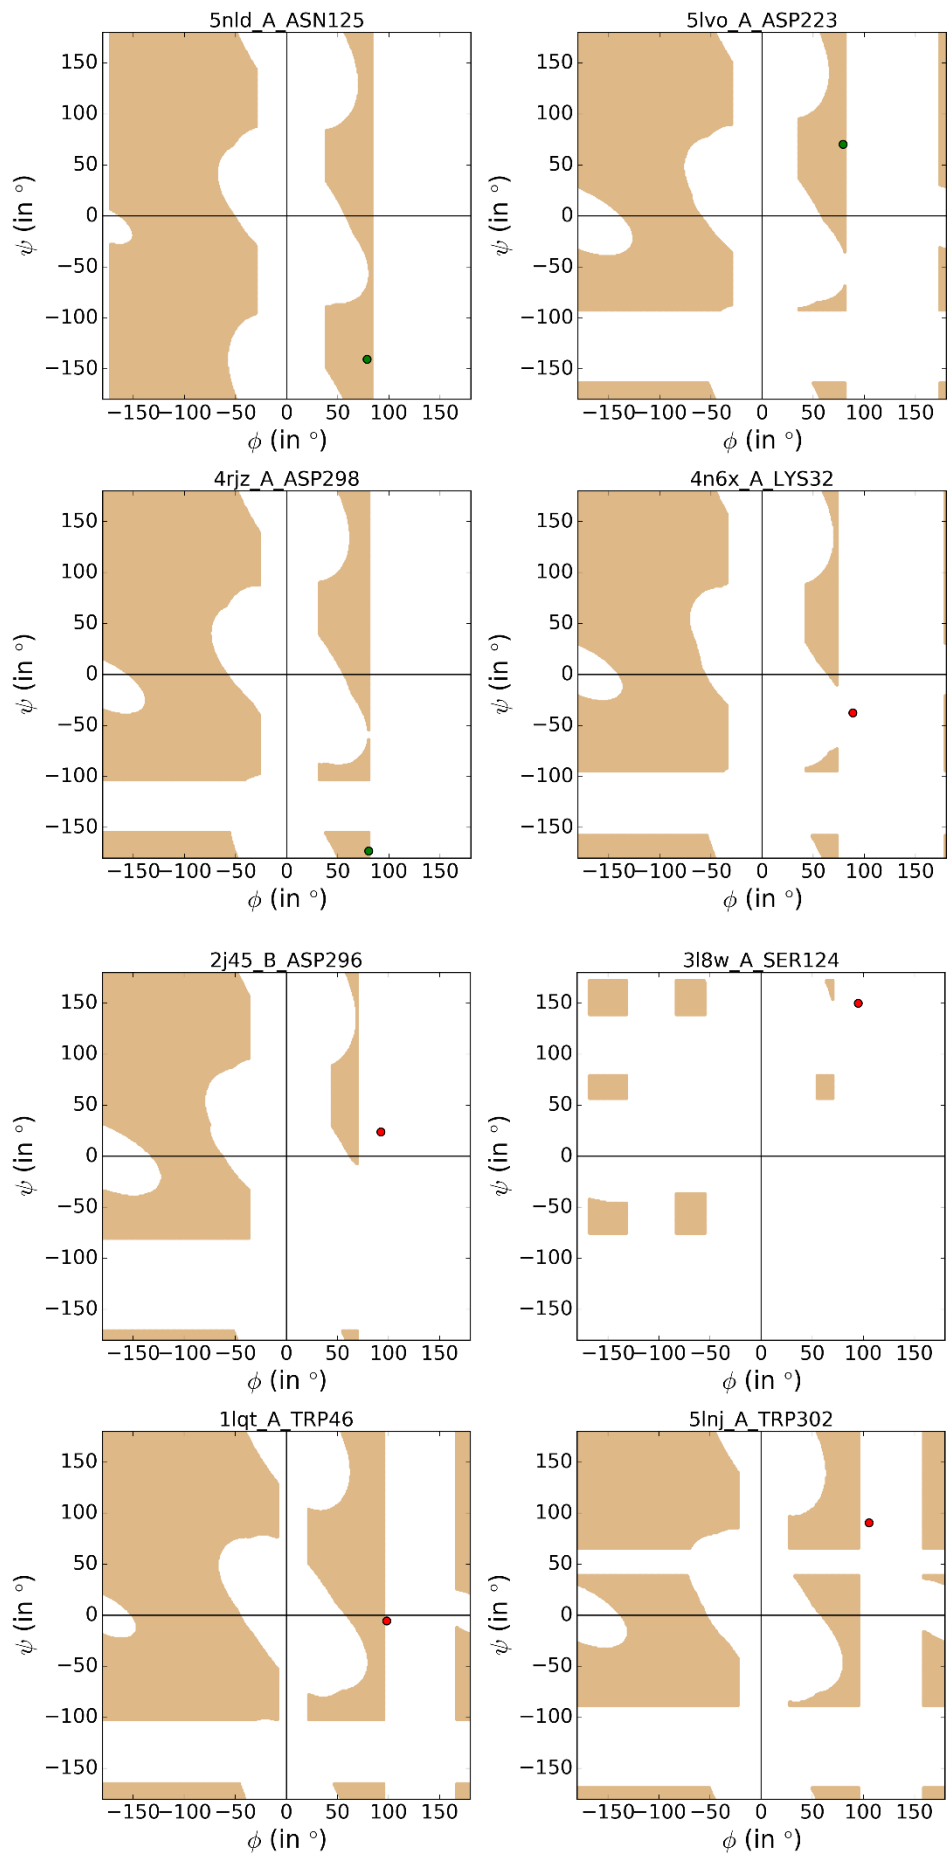 5nld_A_ASN125 5lvo_A_ASP223
150 150
100 100
50 50
0 0
−50 −50
−100 −100
−150 −150
ψ (in °) ψ (in °)
−150 −100 −50 0 50 100 150 −150 −100 −50 0 50 100 150
ϕ (in °) ϕ (in °)
4rjz_A_ASP298 4n6x_A_LYS32
150 150
100 100
50 50
0 0
−50 −50
−100 −100
−150 −150
ψ (in °) ψ (in °)
−150 −100 −50 0 50 100 150 −150 −100 −50 0 50 100 150
ϕ (in °) ϕ (in °)
2j45_B_ASP296 3l8w_A_SER124
150 150
100 100
50 50
0 0
−50 −50
−100 −100
−150 −150
ψ (in °) ψ (in °)
−150 −100 −50 0 50 100 150 −150 −100 −50 0 50 100 150
ϕ (in °) ϕ (in °)
1lqt_A_TRP46 5lnj_A_TRP302
150 150
100 100
50 50
0 0
−50 −50
−100 −100
−150 −150
ψ (in °) ψ (in °)
−150 −100 −50 0 50 100 150 −150 −100 −50 0 50 100 150
ϕ (in °) ϕ (in °)